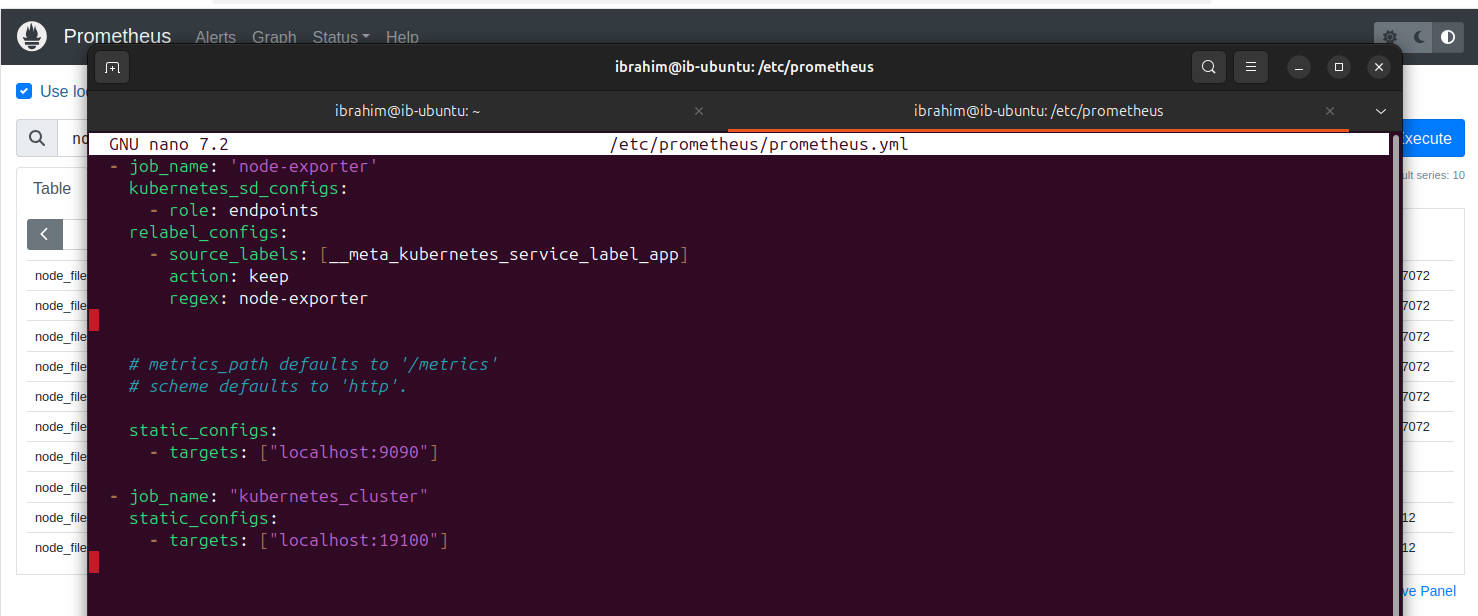 Prometheus Alerts Graph Status Help
ibrahim@ib-ubuntu: /etc/prometheus
Use
ibrahim@ib-ubuntu: ~ ibrahim@ib-ubuntu: /etc/prometheus
GNU nano 7.2 /etc/prometheus/prometheus.yml
- job_name: 'node-exporter'
kubernetes_sd_configs:
- role: endpoints
relabel_configs:
- source_labels: [__meta_kubernetes_service_label_app]
action: keep
regex: node-exporter
# metrics_path defaults to '/metrics'
# scheme defaults to 'http'.
static_configs:
- targets: ["localhost:9090"]
- job_name: "kubernetes_cluster"
static_configs:
- targets: ["localhost:19100"]
xecute
ult series: 10
Table
node_file 7072
node_file 7072
node_file 7072
node_file 7072
node_file 7072
node_file 7072
node_file
node_file
node_file 12
node_file 12
ve Panel